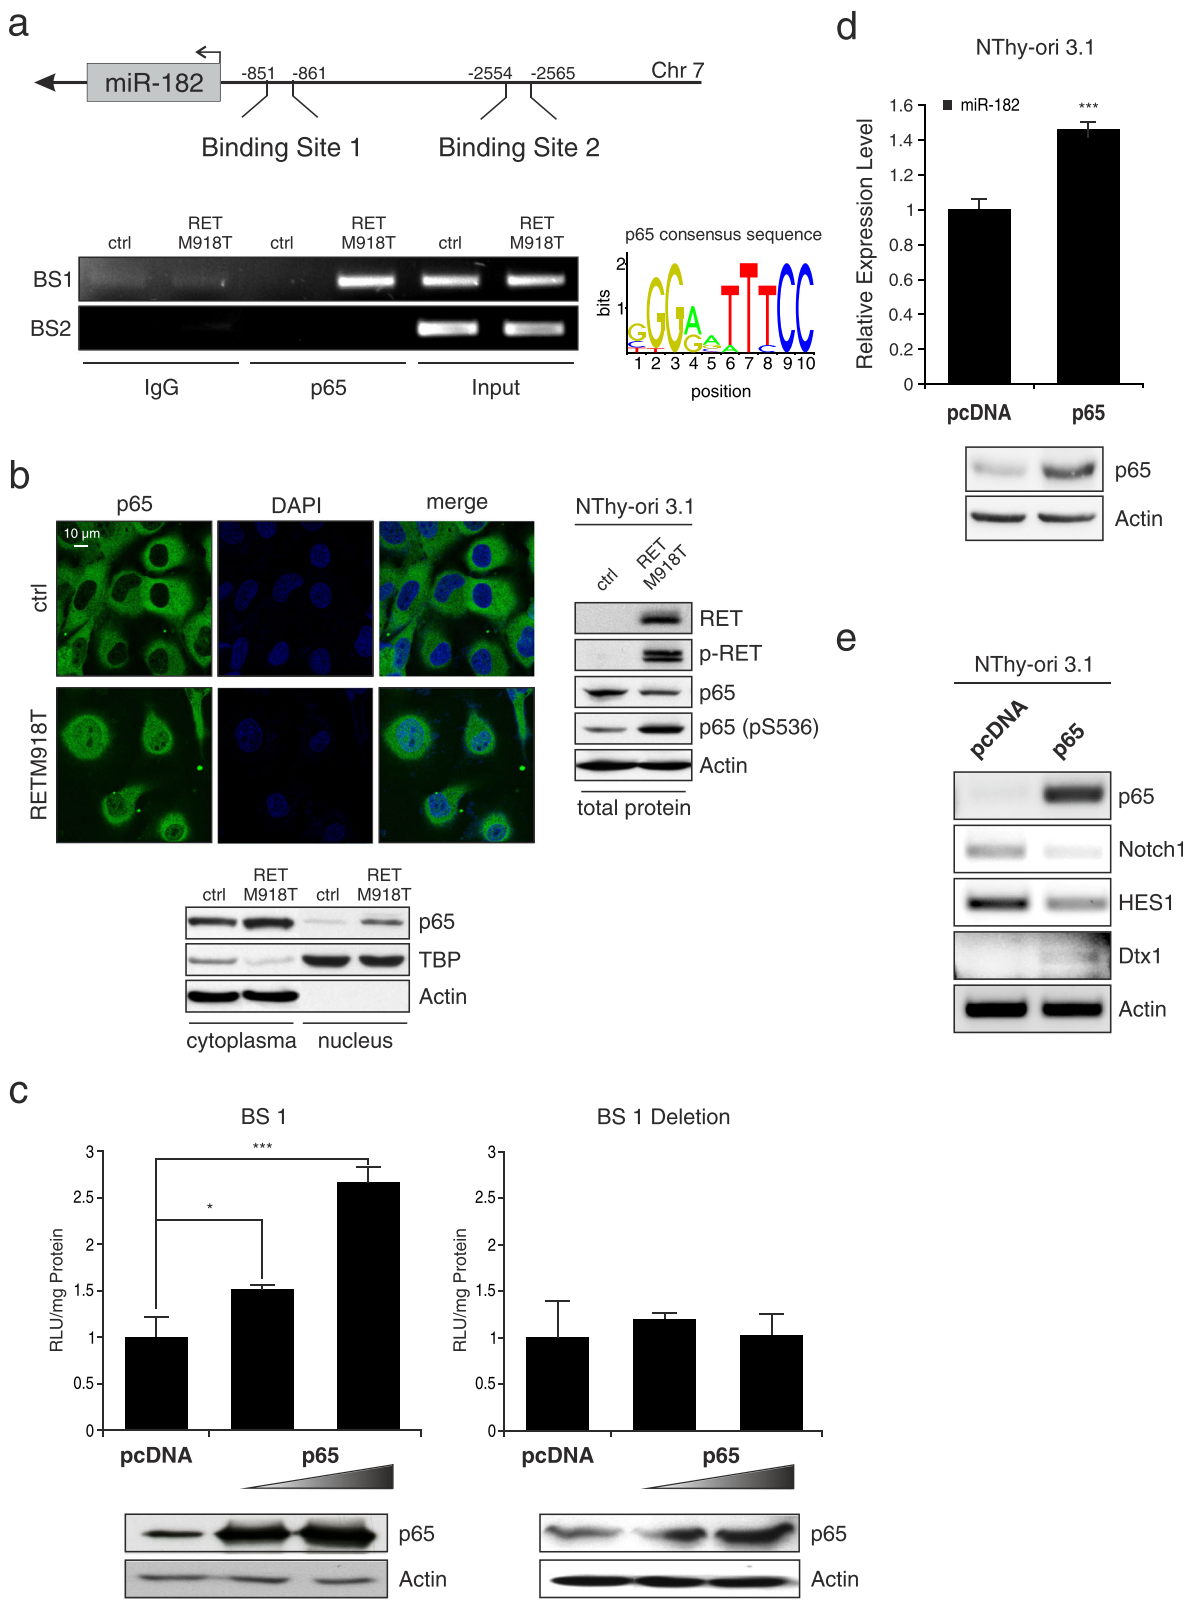 a
miR-182
-851
-861
-2554
-2565
Chr 7
Binding Site 1
Binding Site 2
ctrl
RET
M918T
ctrl
RET
M918T
ctrl
RET
M918T
BS1
BS2
IgG
p65
Input
p65 consensus sequence
bits
2
1
1 2 3 4 5 6 7 8 9 10
position
b
p65
DAPI
merge
10 µm
ctrl
RETM918T
NThy-ori 3.1
ctrl
RET
M918T
RET
p-RET
p65
p65 (pS536)
Actin
total protein
ctrl
RET
M918T
ctrl
RET
M918T
p65
TBP
Actin
cytoplasma
nucleus
c
BS 1
RLU/mg Protein
3
2.5
2
1.5
1
0.5
0
***
*
pcDNA
p65
p65
Actin
BS 1 Deletion
RLU/mg Protein
3
2.5
2
1.5
1
0.5
0
pcDNA
p65
p65
Actin
d
NThy-ori 3.1
Relative Expression Level
miR-182
***
1.6
1.4
1.2
1
0.8
0.6
0.4
0.2
0
pcDNA
p65
p65
Actin
e
NThy-ori 3.1
pcDNA
p65
p65
Notch1
HES1
Dtx1
Actin